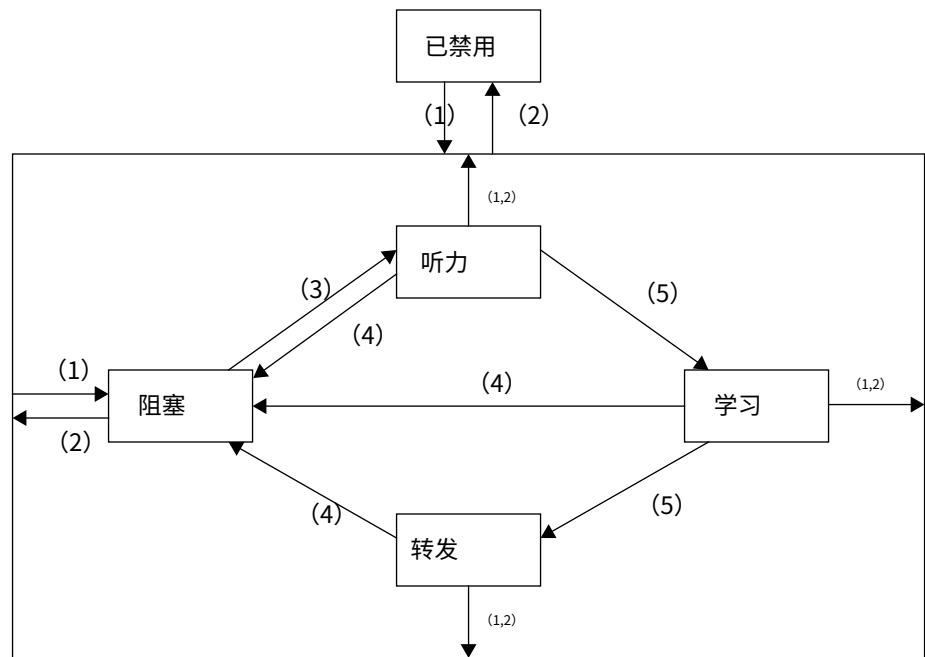 已禁用
（1）
（2）
（1,2）
听力
（3）
（5）
（4）
（1）
（4）
（1,2）
阻塞
学习
（2）
（4）
（5）
转发
（1,2）